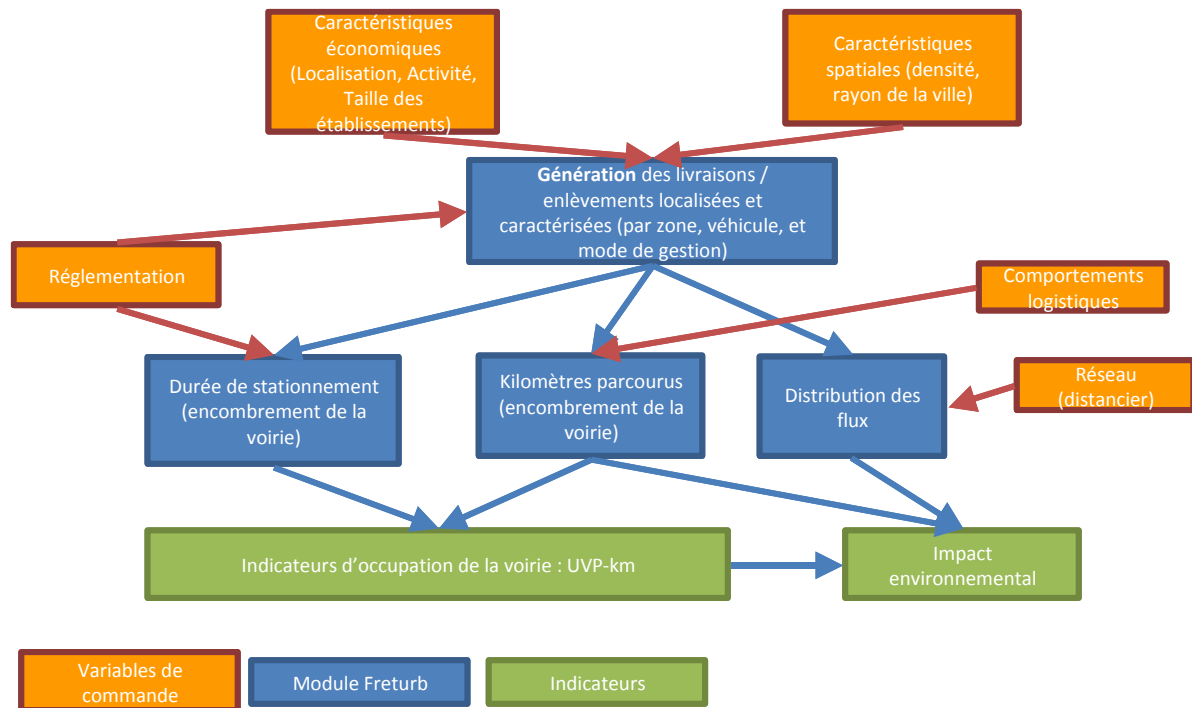 Caractéristiques
économiques
(Localisation, Activité,
Taille des
établissements)
Caractéristiques
spatiales (densité,
rayon de la ville)
Génération des livraisons /
enlèvements localisées et
caractérisées (par zone, véhicule, et
mode de gestion)
Réglementation
Comportements
logistiques
Durée de stationnement
(encombrement de la
voirie)
Kilomètres parcourus
(encombrement de la
voirie)
Distribution des
flux
Réseau
(distancier)
Indicateurs d’occupation de la voirie : UVP-km
Impact
environnemental
Variables de
commande
Module Freturb
Indicateurs